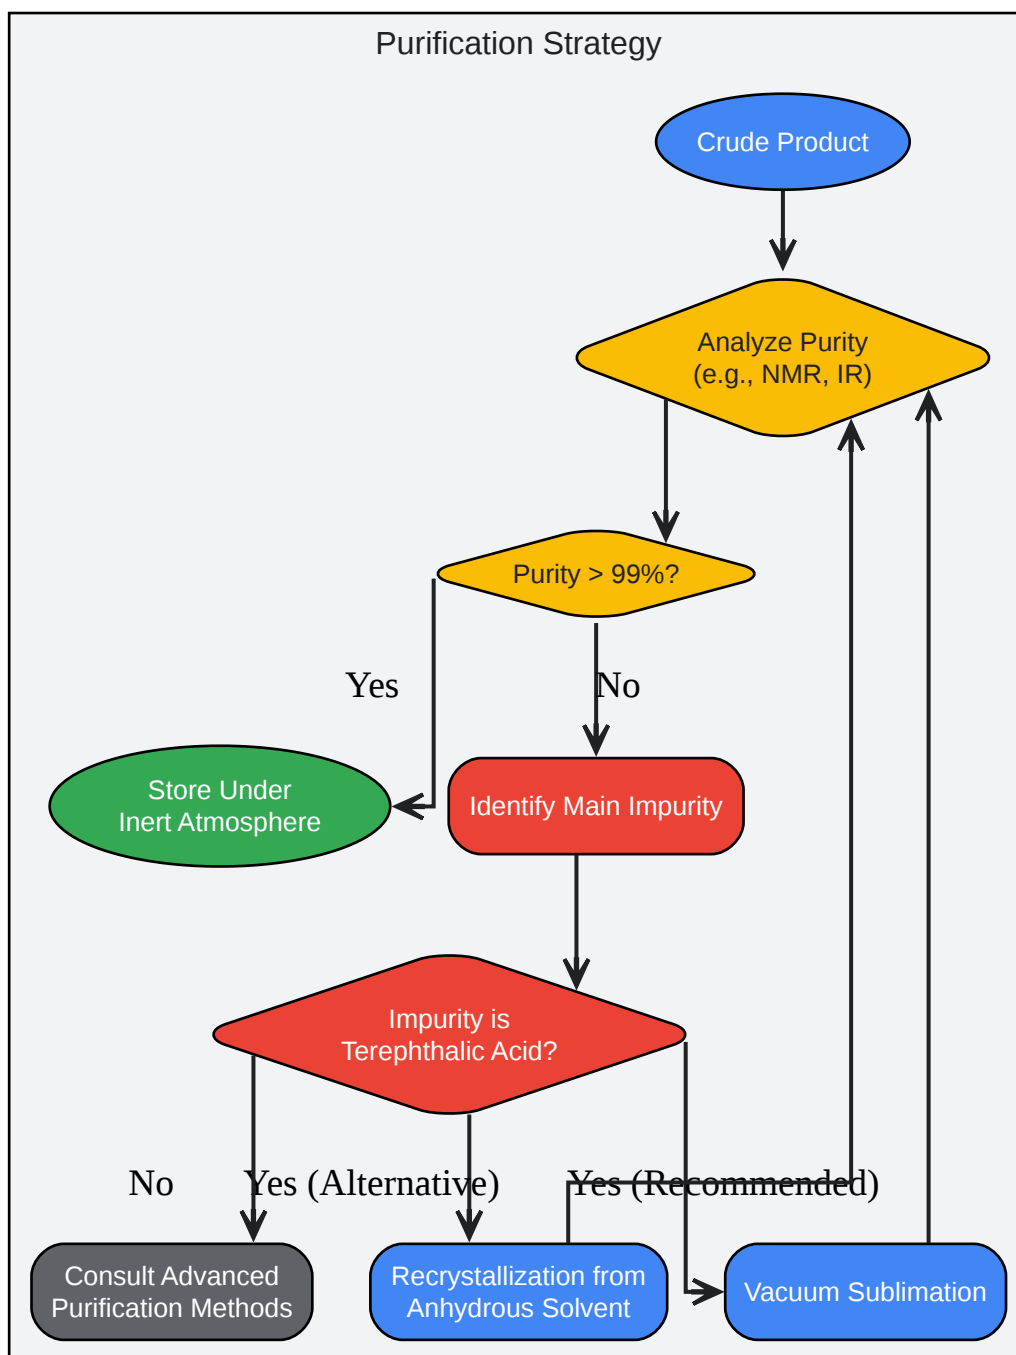 Purification Strategy
Crude Product
Analyze Purity
(e.g., NMR, IR)
Purity > 99%?
Yes
No
Store Under
Inert Atmosphere
Identify Main Impurity
Impurity is
Terephthalic Acid?
No
Yes (Alternative)
Yes (Recommended)
Consult Advanced
Purification Methods
Recrystallization from
Anhydrous Solvent
Vacuum Sublimation